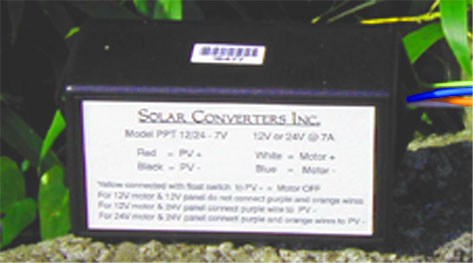 SOLAR CONVERTERS INC.
Model PPT 12/24 - 7V 12V or 24V @ 7A
Red = PV + White = Motor +
Black = PV - Blue = Motor -
Yellow connected with float switch to PV - = Motor OFF
For 12V motor & 12V panel do not connect purple and orange wires
For 12V motor & 24V panel connect purple wire to PV -
For 24V motor & 24V panel connect purple and orange wires to PV -